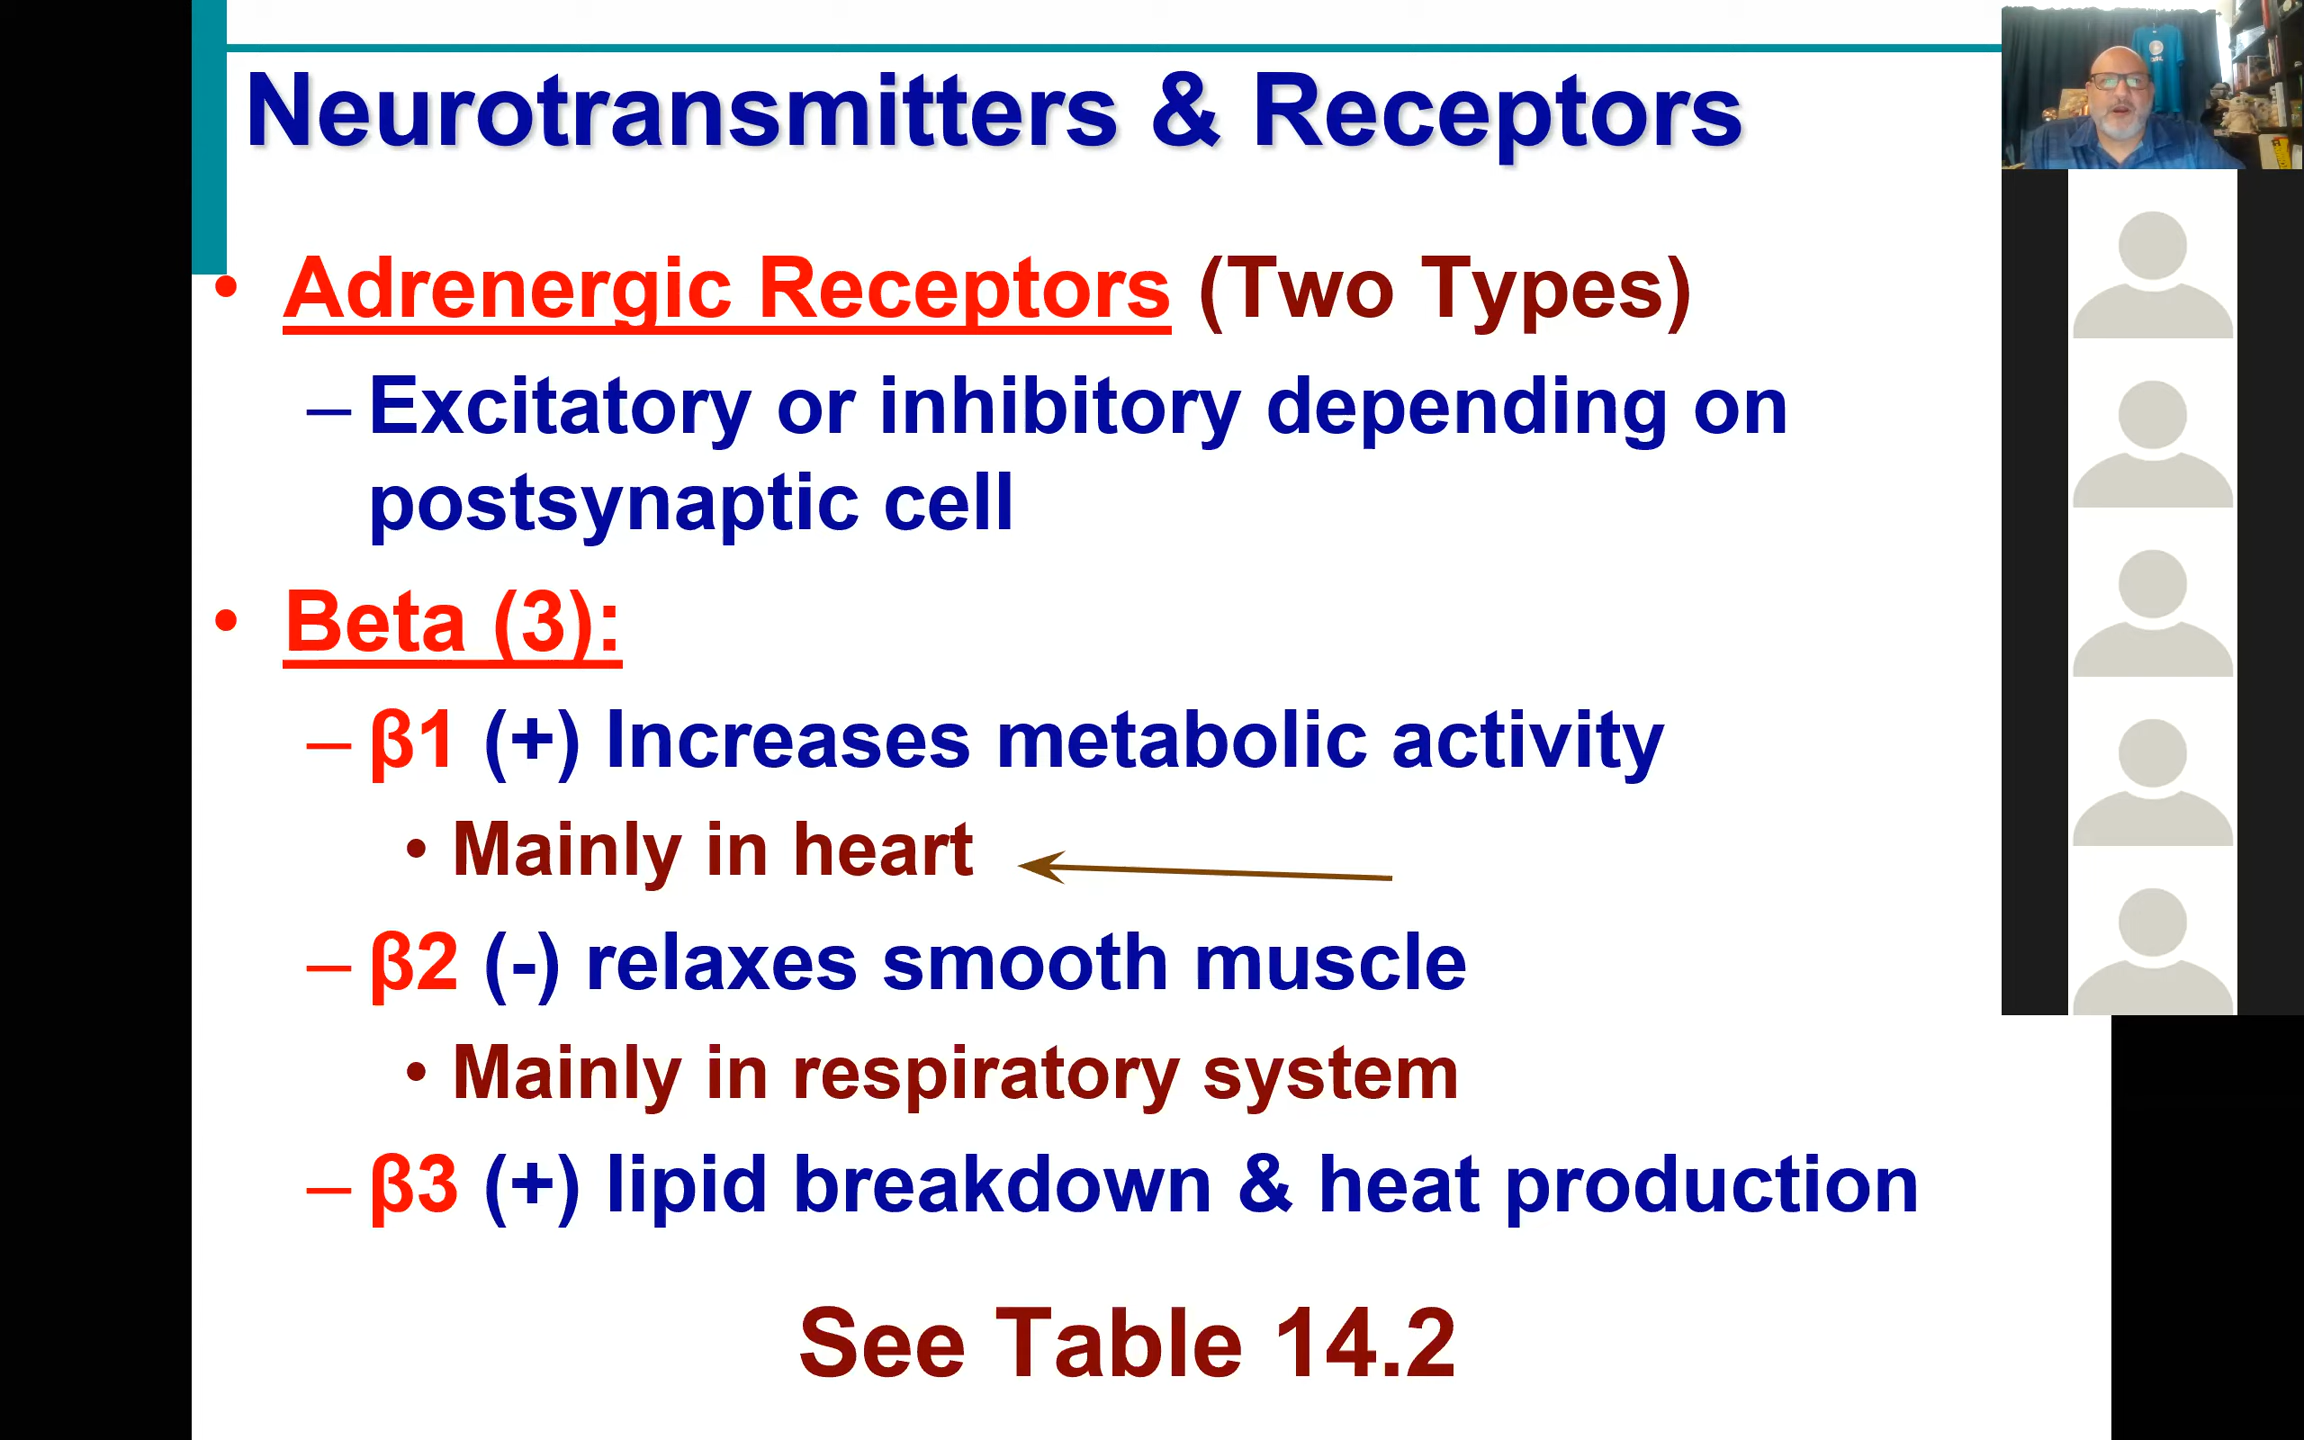 Neurotransmitters & Receptors
• Adrenergic Receptors (Two Types)
– Excitatory or inhibitory depending on
postsynaptic cell
• Beta (3):
– β1 (+) Increases metabolic activity
• Mainly in heart
– β2 (-) relaxes smooth muscle
• Mainly in respiratory system
– β3 (+) lipid breakdown & heat production
See Table 14.2